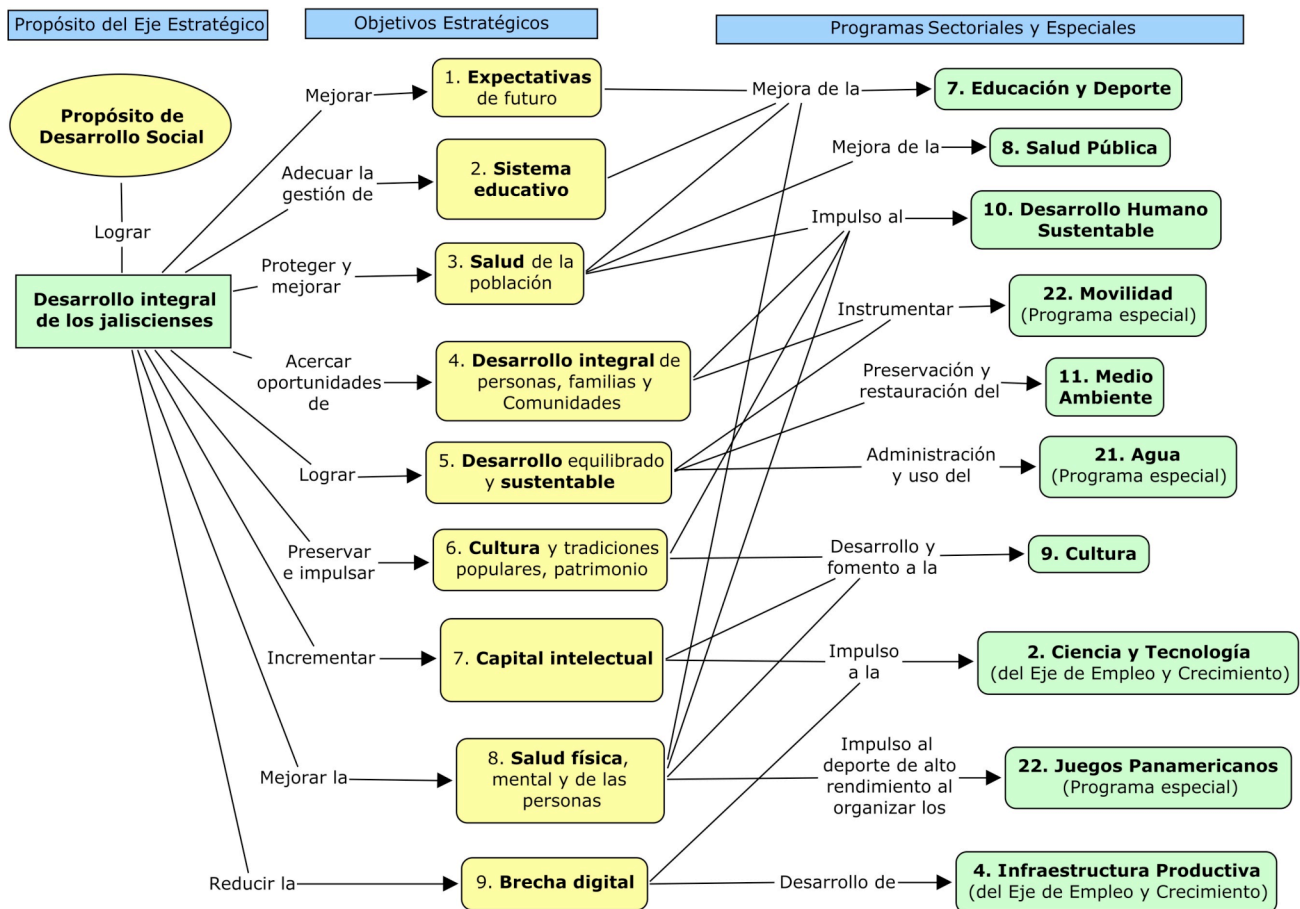 Propósito del Eje Estratégico
Objetivos Estratégicos
Programas Sectoriales y Especiales
Propósito de
Desarrollo Social
Lograr
Desarrollo integral
de los jaliscienses
Mejorar
1. Expectativas
de futuro
Mejora de la
7. Educación y Deporte
Adecuar la
gestión de
2. Sistema
educativo
Mejora de la
8. Salud Pública
Proteger y
mejorar
3. Salud de la
población
Impulso al
10. Desarrollo Humano
Sustentable
Acercar
oportunidades
de
4. Desarrollo integral de
personas, familias y
Comunidades
Instrumentar
22. Movilidad
(Programa especial)
Lograr
5. Desarrollo equilibrado
y sustentable
Preservación y
restauración del
11. Medio
Ambiente
Administración
y uso del
21. Agua
(Programa especial)
Preservar
e impulsar
6. Cultura y tradiciones
populares, patrimonio
Desarrollo y
fomento a la
9. Cultura
Incrementar
7. Capital intelectual
Impulso
a la
2. Ciencia y Tecnología
(del Eje de Empleo y Crecimiento)
Mejorar la
8. Salud física,
mental y de las
personas
Impulso al
deporte de alto
rendimiento al
organizar los
22. Juegos Panamericanos
(Programa especial)
Reducir la
9. Brecha digital
Desarrollo de
4. Infraestructura Productiva
(del Eje de Empleo y Crecimiento)